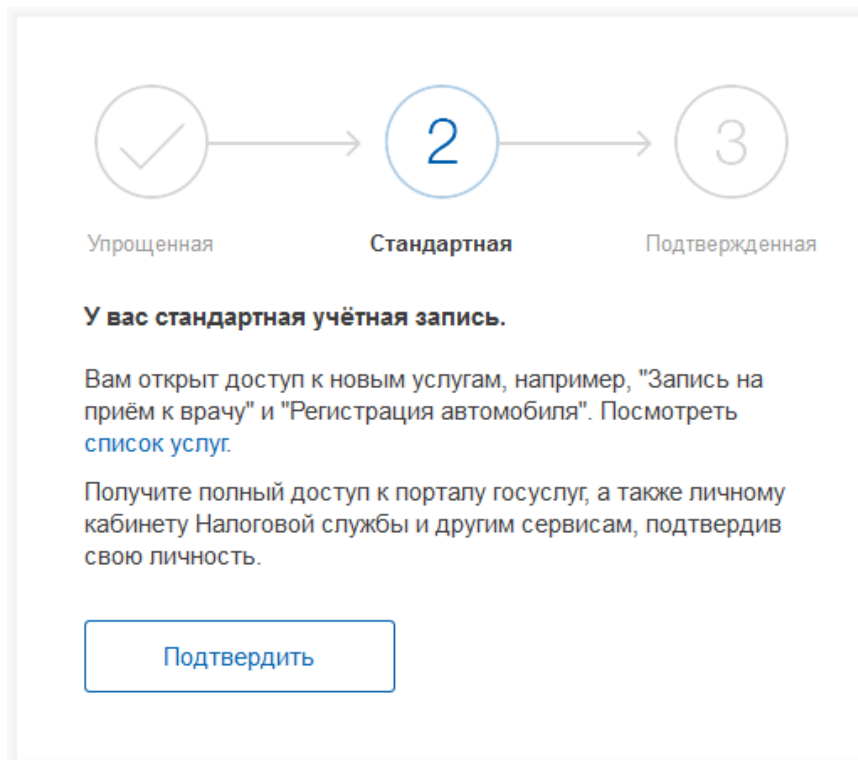 2
3
Упрощенная
Стандартная
Подтвержденная
У вас стандартная учётная запись.
Вам открыт доступ к новым услугам, например, "Запись на
приём к врачу" и "Регистрация автомобиля". Посмотреть
список услуг.
Получите полный доступ к порталу госуслуг, а также личному
кабинету Налоговой службы и другим сервисам, подтвердив
свою личность.
Подтвердить